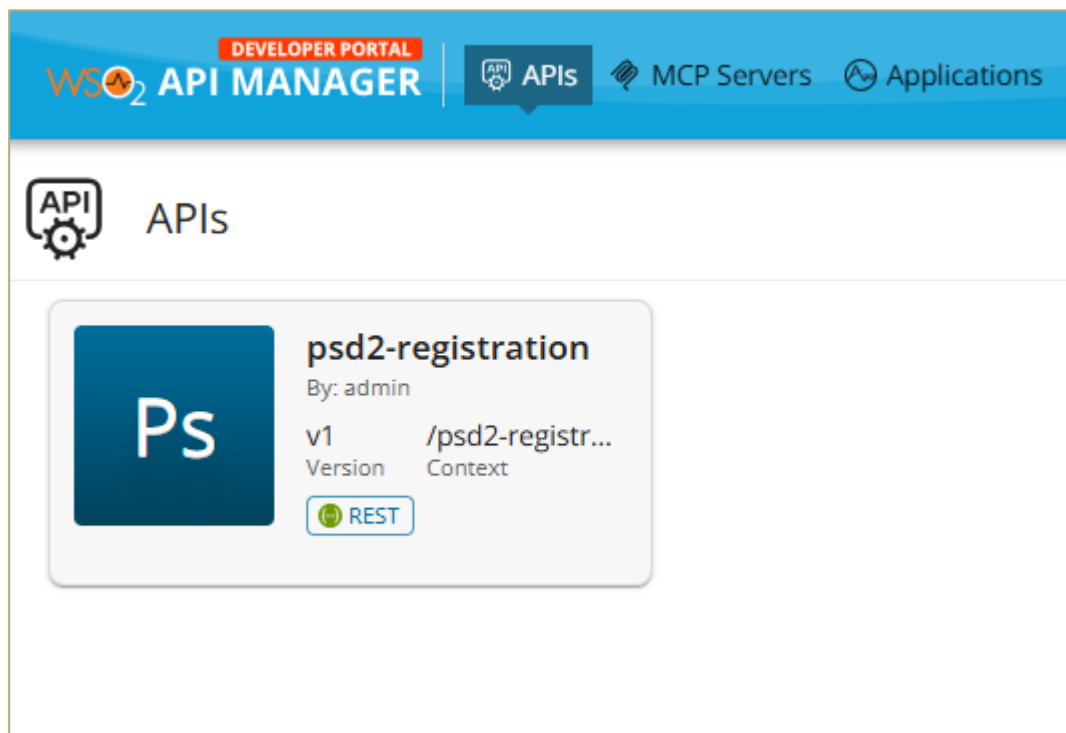 DEVELOPER PORTAL
WSO2 API MANAGER
API APIs
MCP Servers
Applications
API
APIs
Ps
psd2-registration
By: admin
v1 /psd2-registr...
Version Context
REST